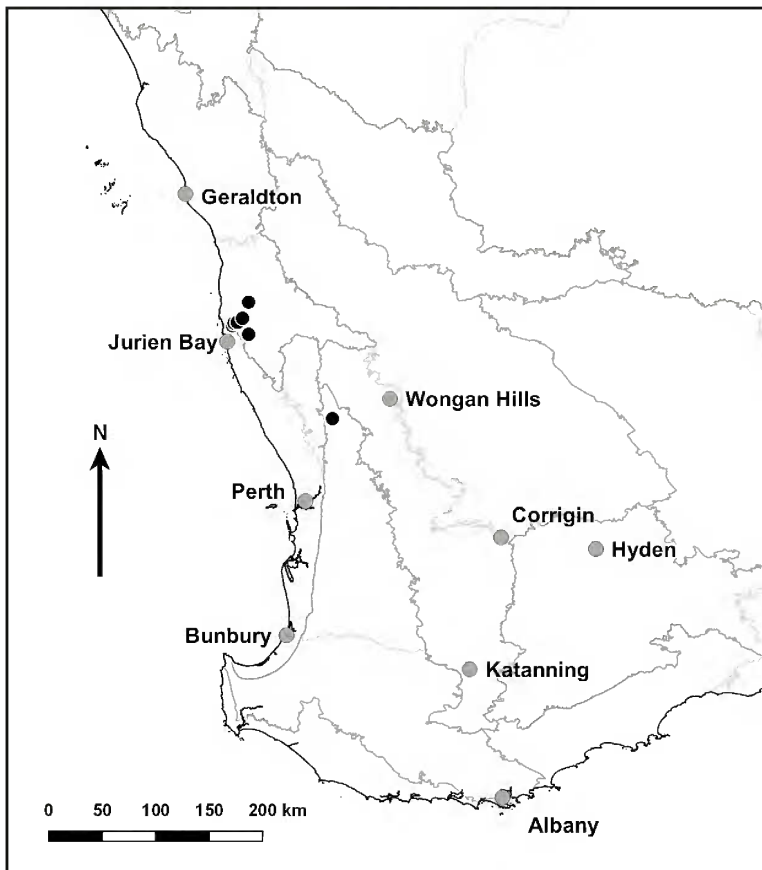 Geraldton
Jurien Bay
Wongan Hills
N
Perth
Corrigin
Hyden
Bunbury
Katanning
0 50 100 150 200 km
Albany